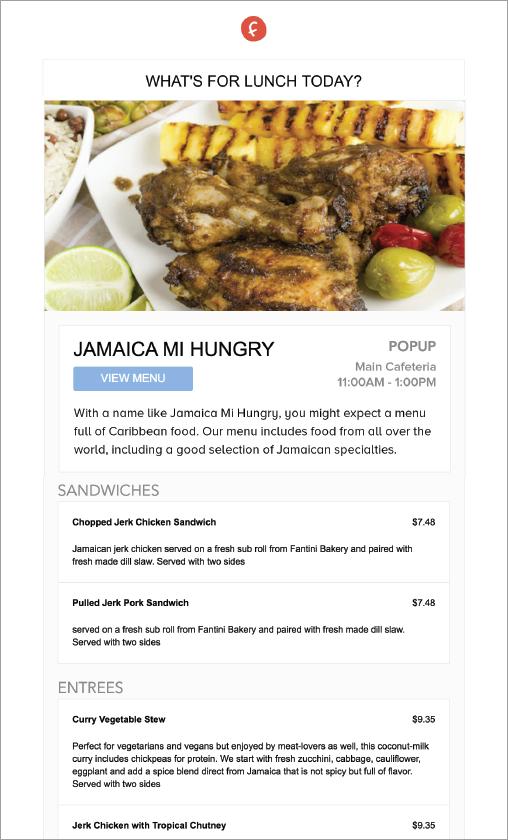 WHAT'S FOR LUNCH TODAY?
JAMAICA MI HUNGRY
POPUP
VIEW MENU
Main Cafeteria
11:00AM - 1:00PM
With a name like Jamaica Mi Hungry, you might expect a menu
full of Caribbean food. Our menu includes food from all over the
world, including a good selection of Jamaican specialties.
SANDWICHES
Chopped Jerk Chicken Sandwich $7.48
Jamaican jerk chicken served on a fresh sub roll from Fantini Bakery and paired with
fresh made dill slaw. Served with two sides
Pulled Jerk Pork Sandwich $7.48
served on a fresh sub roll from Fantini Bakery and paired with fresh made dill slaw.
Served with two sides
ENTREES
Curry Vegetable Stew $9.35
Perfect for vegetarians and vegans but enjoyed by meat-lovers as well, this coconut-milk
curry includes chickpeas for protein. We start with fresh zucchini, cabbage, cauliflower,
eggplant and add a spice blend direct from Jamaica that is not spicy but full of flavor.
Served with two sides
Jerk Chicken with Tropical Chutney $9.35